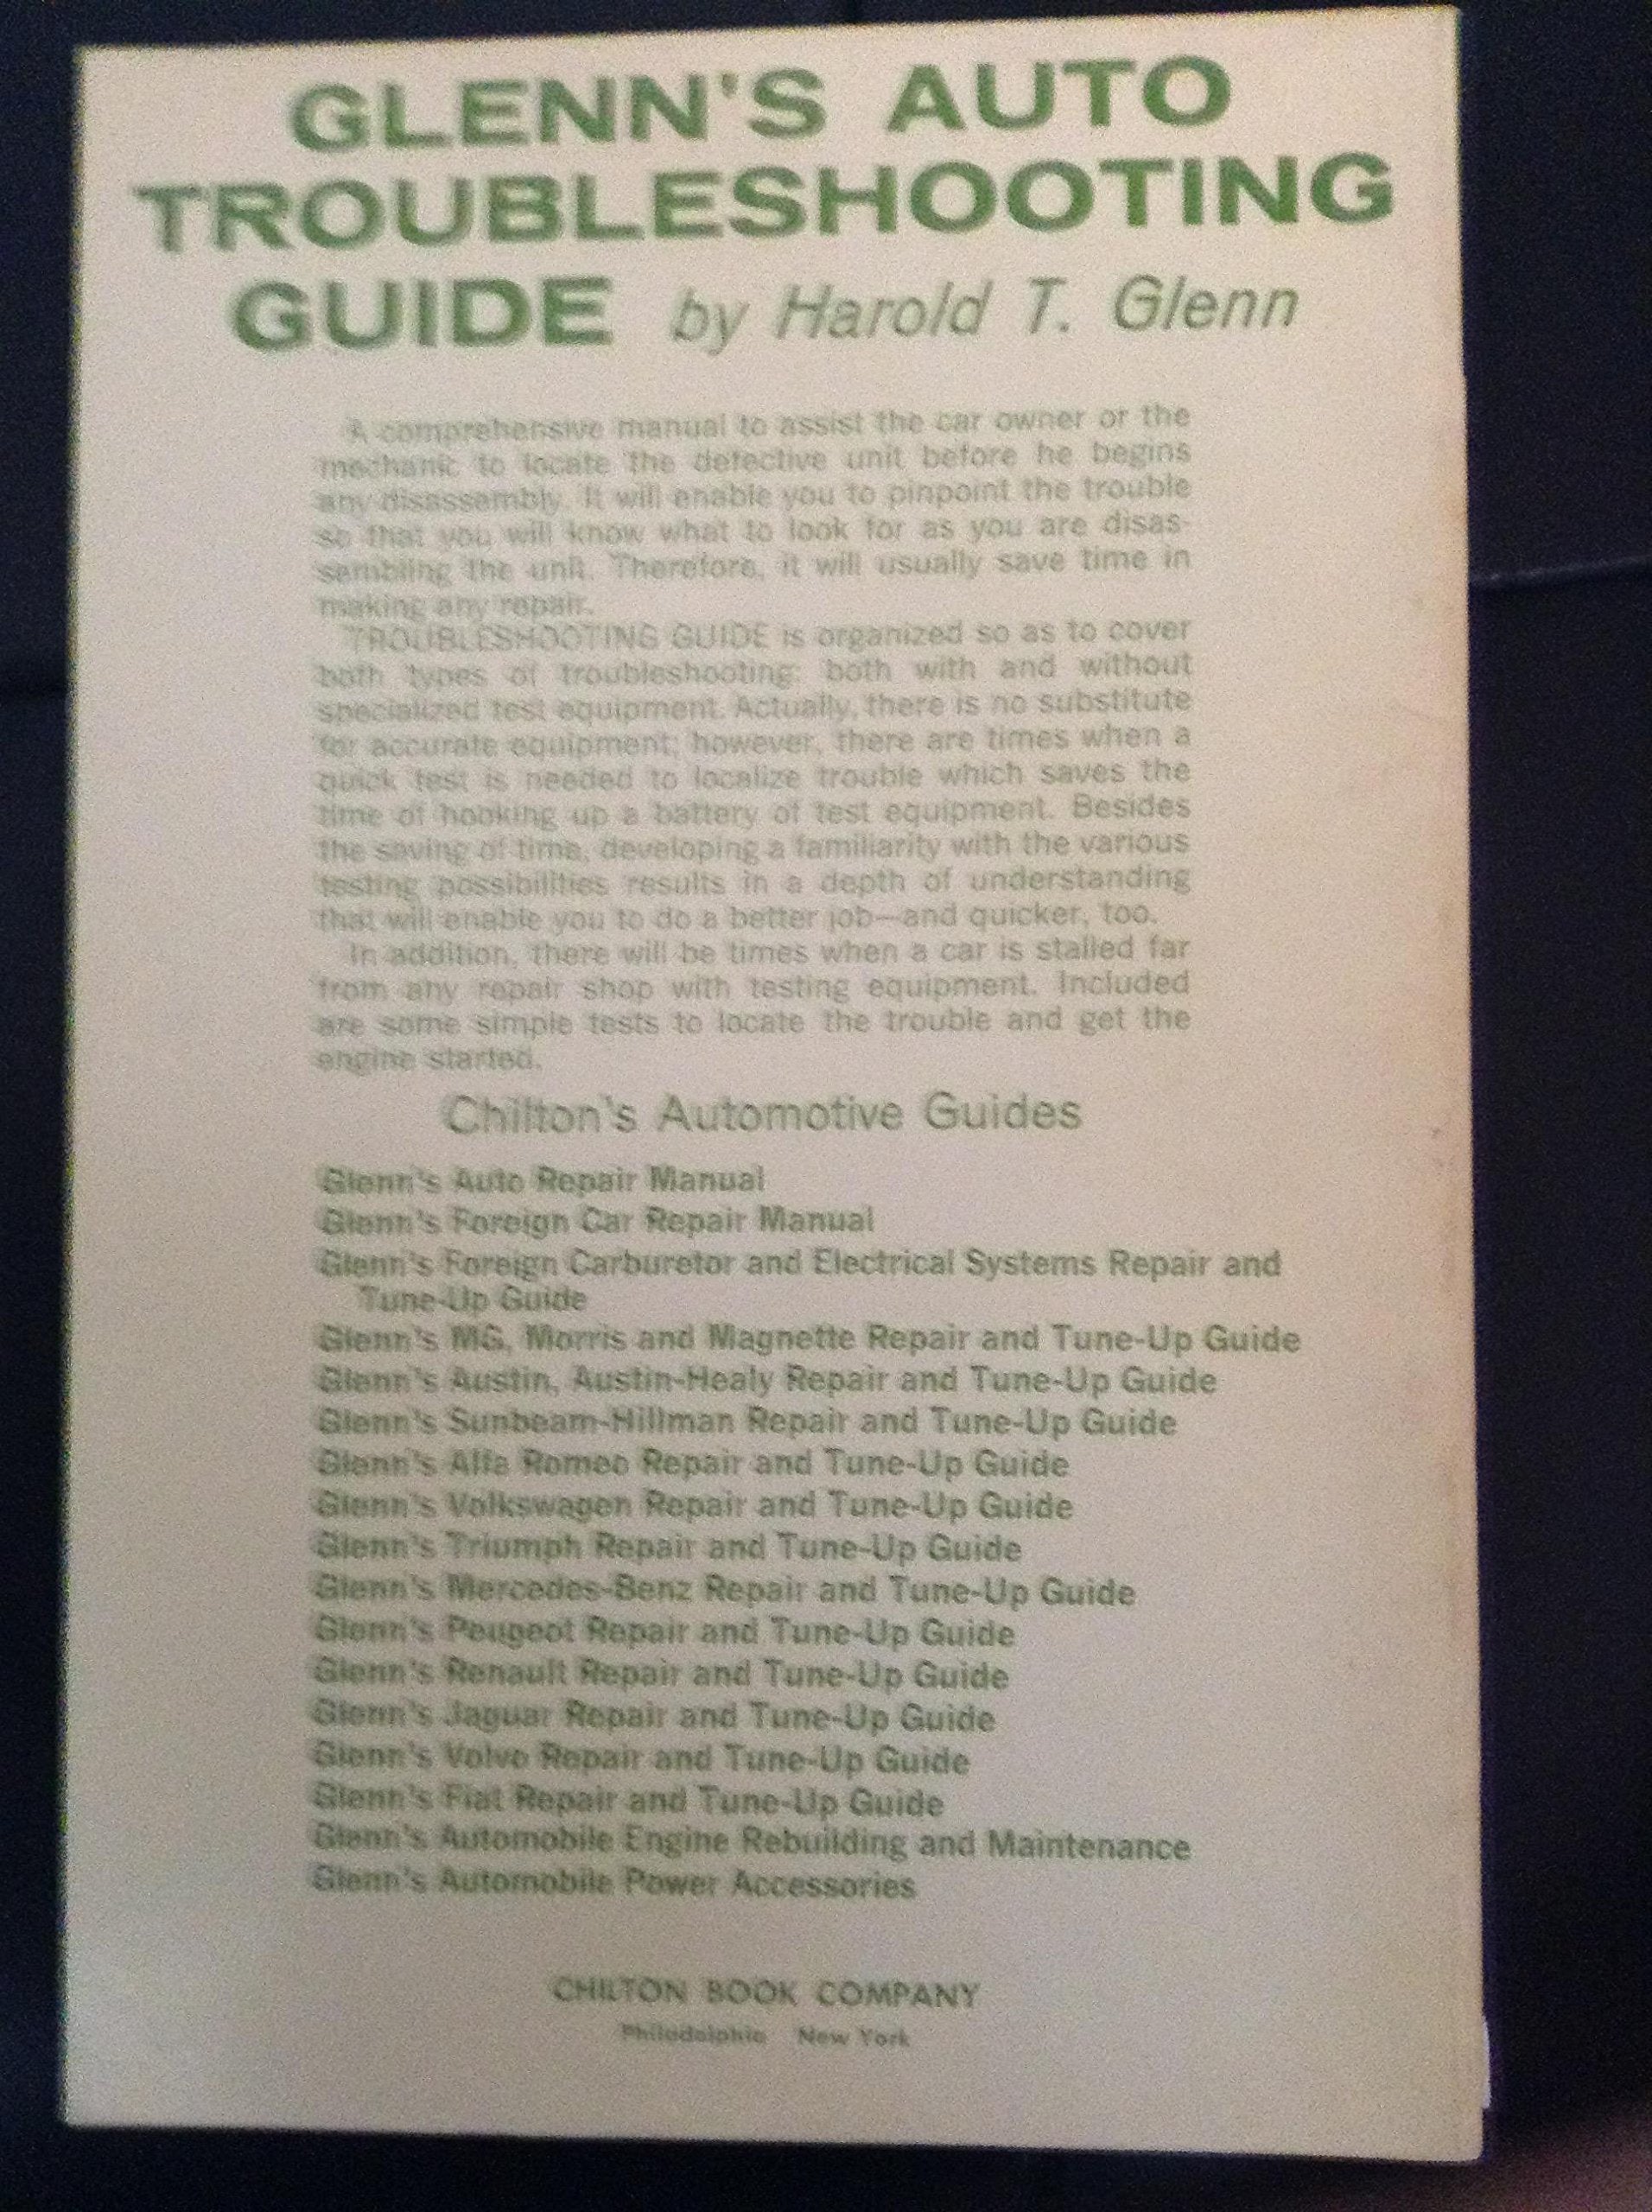 GLENN'S AUTO
TROUBLESHOOTING
GUIDE by Harold T. Glenn
A comprehensive manual to assist the car owner or the
mechanic to locate the defective unit before he begins
any disassembly. It will enable you to pinpoint the trouble
so that you will know what to look for as you are disas-
sembling the unit. Therefore, it will usually save time in
making any repair.
TROUBLESHOOTING GUIDE is organized so as to cover
both types of troubleshooting: both with and without
specialized test equipment. Actually, there is no substitute
for accurate equipment; however, there are times when a
quick test is needed to localize trouble which saves the
time of hooking up a battery of test equipment. Besides
the saving of time, developing a familiarity with the various
testing possibilities results in a depth of understanding
that will enable you to do a better job—and quicker, too.
In addition, there will be times when a car is stalled far
from any repair shop with testing equipment. Included
are some simple tests to locate the trouble and get the
engine started.
Chilton's Automotive Guides
Glenn's Auto Repair Manual
Glenn's Foreign Car Repair Manual
Glenn's Foreign Carburetor and Electrical Systems Repair and
Tune-Up Guide
Glenn's MG, Morris and Magnette Repair and Tune-Up Guide
Glenn's Austin, Austin-Healy Repair and Tune-Up Guide
Glenn's Sunbeam-Hillman Repair and Tune-Up Guide
Glenn's Alfa Romeo Repair and Tune-Up Guide
Glenn's Volkswagen Repair and Tune-Up Guide
Glenn's Triumph Repair and Tune-Up Guide
Glenn's Mercedes-Benz Repair and Tune-Up Guide
Glenn's Peugeot Repair and Tune-Up Guide
Glenn's Renault Repair and Tune-Up Guide
Glenn's Jaguar Repair and Tune-Up Guide
Glenn's Volvo Repair and Tune-Up Guide
Glenn's Fiat Repair and Tune-Up Guide
Glenn's Automobile Engine Rebuilding and Maintenance
Glenn's Automobile Power Accessories
CHILTON BOOK COMPANY
Philadelphia New York